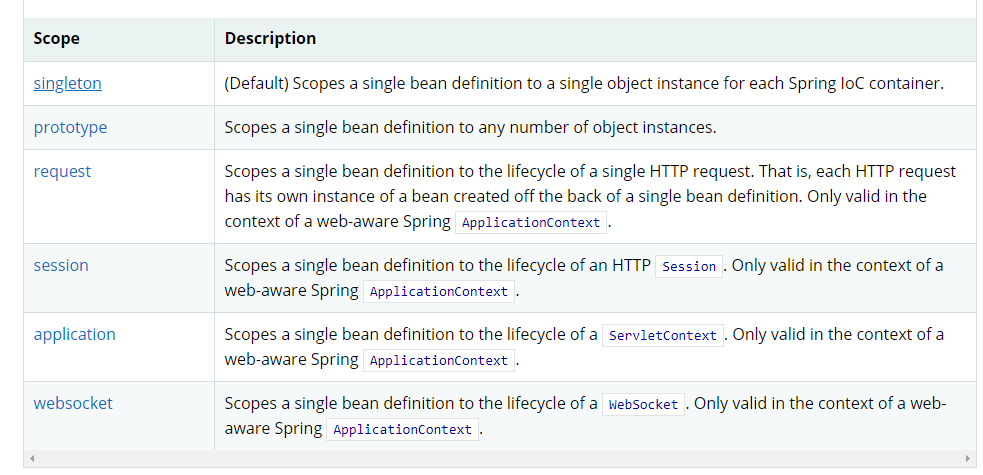 Scope Description
singleton (Default) Scopes a single bean definition to a single object instance for each Spring IoC container.
prototype Scopes a single bean definition to any number of object instances.
request Scopes a single bean definition to the lifecycle of a single HTTP request. That is, each HTTP request
has its own instance of a bean created off the back of a single bean definition. Only valid in the
context of a web-aware Spring ApplicationContext.
session Scopes a single bean definition to the lifecycle of an HTTP Session. Only valid in the context of a
web-aware Spring ApplicationContext.
application Scopes a single bean definition to the lifecycle of a ServletContext. Only valid in the context of a
web-aware Spring ApplicationContext.
websocket Scopes a single bean definition to the lifecycle of a WebSocket. Only valid in the context of a web-
aware Spring ApplicationContext.